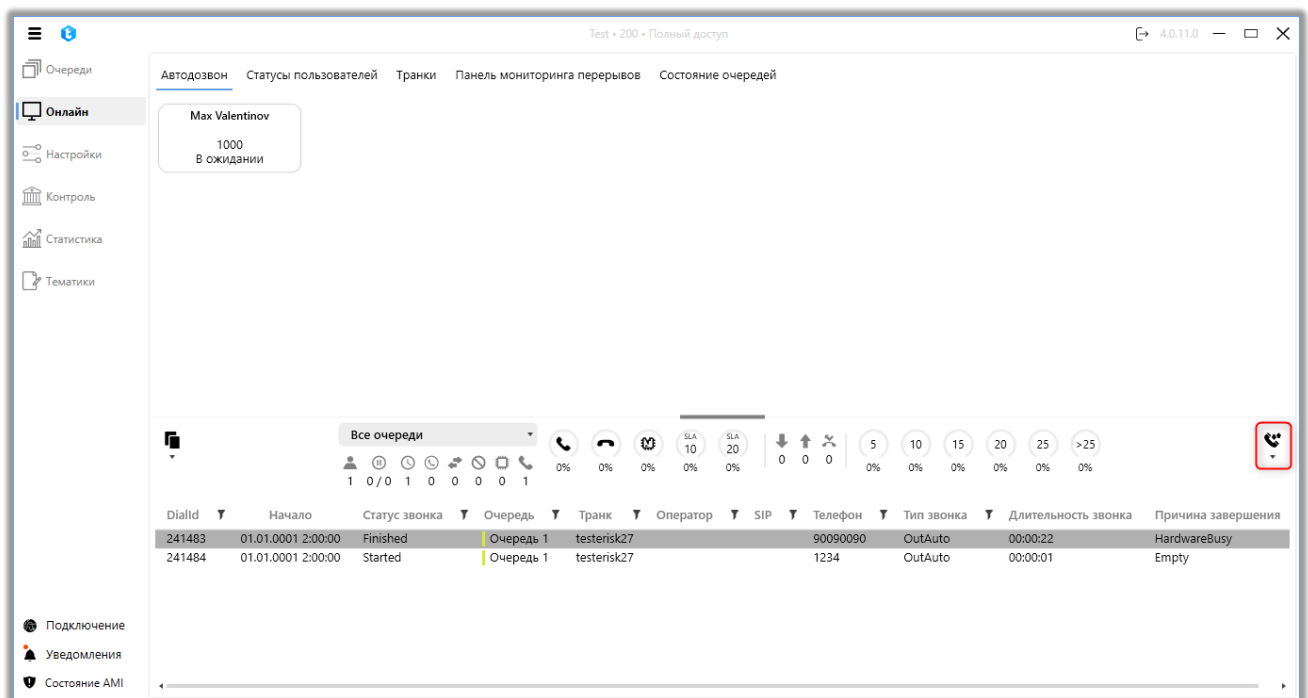 Test • 200 • Полный доступ
4.0.11.0
Очереди
Онлайн
Настройки
Контроль
Статистика
Тематики
Подключение
Уведомления
Состояние AMI
Автодозвон Статусы пользователей Транки Панель мониторинга перерывов Состояние очередей
Max Valentinov
1000
В ожидании
Все очереди
1 0/0 1 0 0 0 0 1
0% 0% 0%
SLA 10 0%
SLA 20 0%
0 0 0
5 10 15 20 25 >25
0% 0% 0% 0% 0% 0%
DialId Начало Статус звонка Очередь Транк Оператор SIP Телефон Тип звонка Длительность звонка Причина завершения
241483 01.01.0001 2:00:00 Finished Очередь 1 testerisk27 90090090 OutAuto 00:00:22 HardwareBusy
241484 01.01.0001 2:00:00 Started Очередь 1 testerisk27 1234 OutAuto 00:00:01 Empty